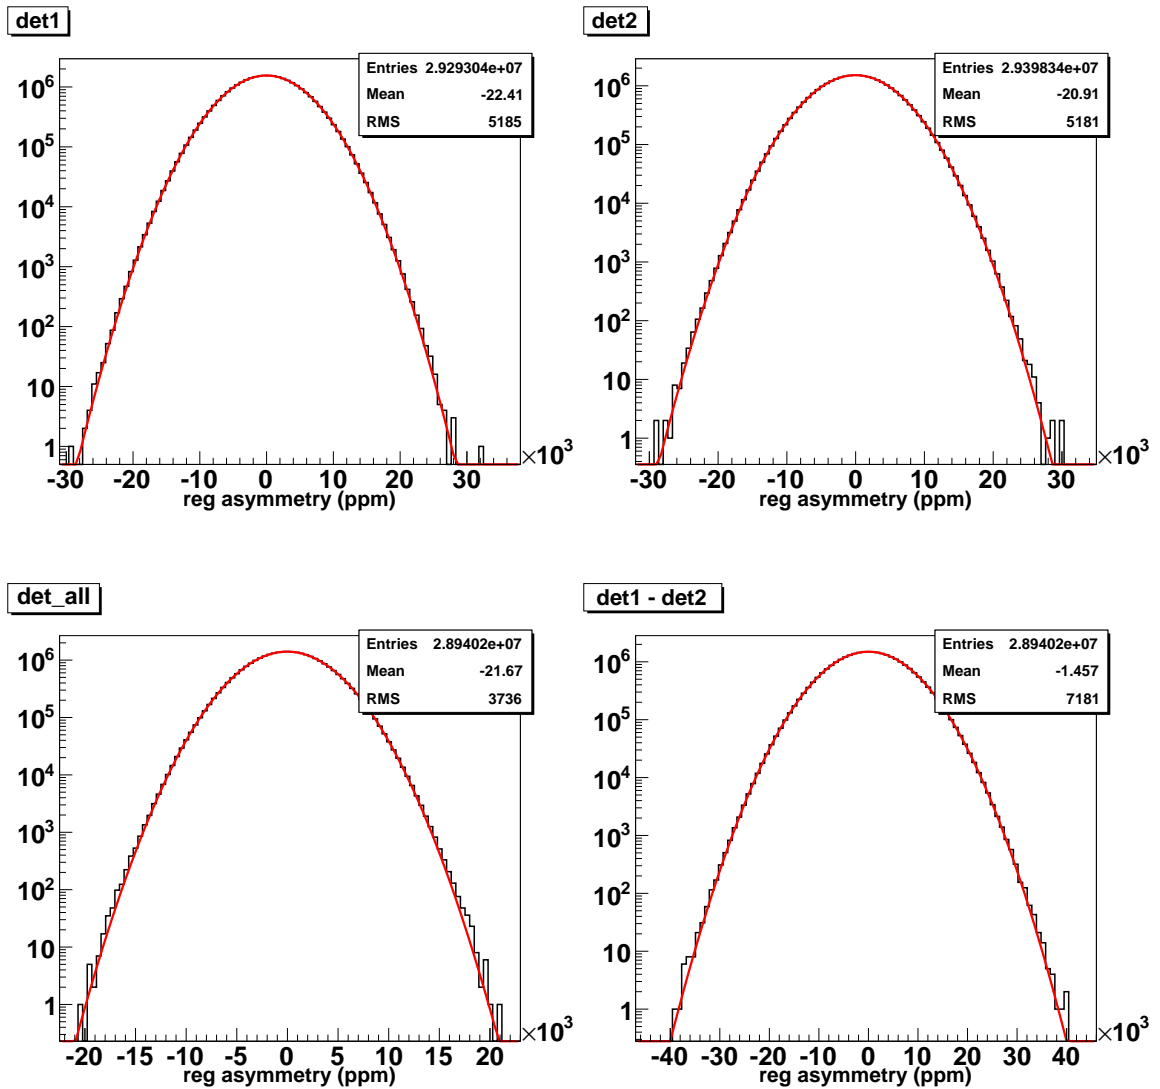 det1
Entries 2.929304e+07
Mean -22.41
RMS 5185
10^6
10^5
10^4
10^3
10^2
10
1
-30 -20 -10 0 10 20 30 ×10^3
reg asymmetry (ppm)
det2
Entries 2.939834e+07
Mean -20.91
RMS 5181
10^6
10^5
10^4
10^3
10^2
10
1
-30 -20 -10 0 10 20 30 ×10^3
reg asymmetry (ppm)
det_all
Entries 2.89402e+07
Mean -21.67
RMS 3736
10^6
10^5
10^4
10^3
10^2
10
1
-20 -15 -10 -5 0 5 10 15 20 ×10^3
reg asymmetry (ppm)
det1 - det2
Entries 2.89402e+07
Mean -1.457
RMS 7181
10^6
10^5
10^4
10^3
10^2
10
1
-40 -30 -20 -10 0 10 20 30 40 ×10^3
reg asymmetry (ppm)